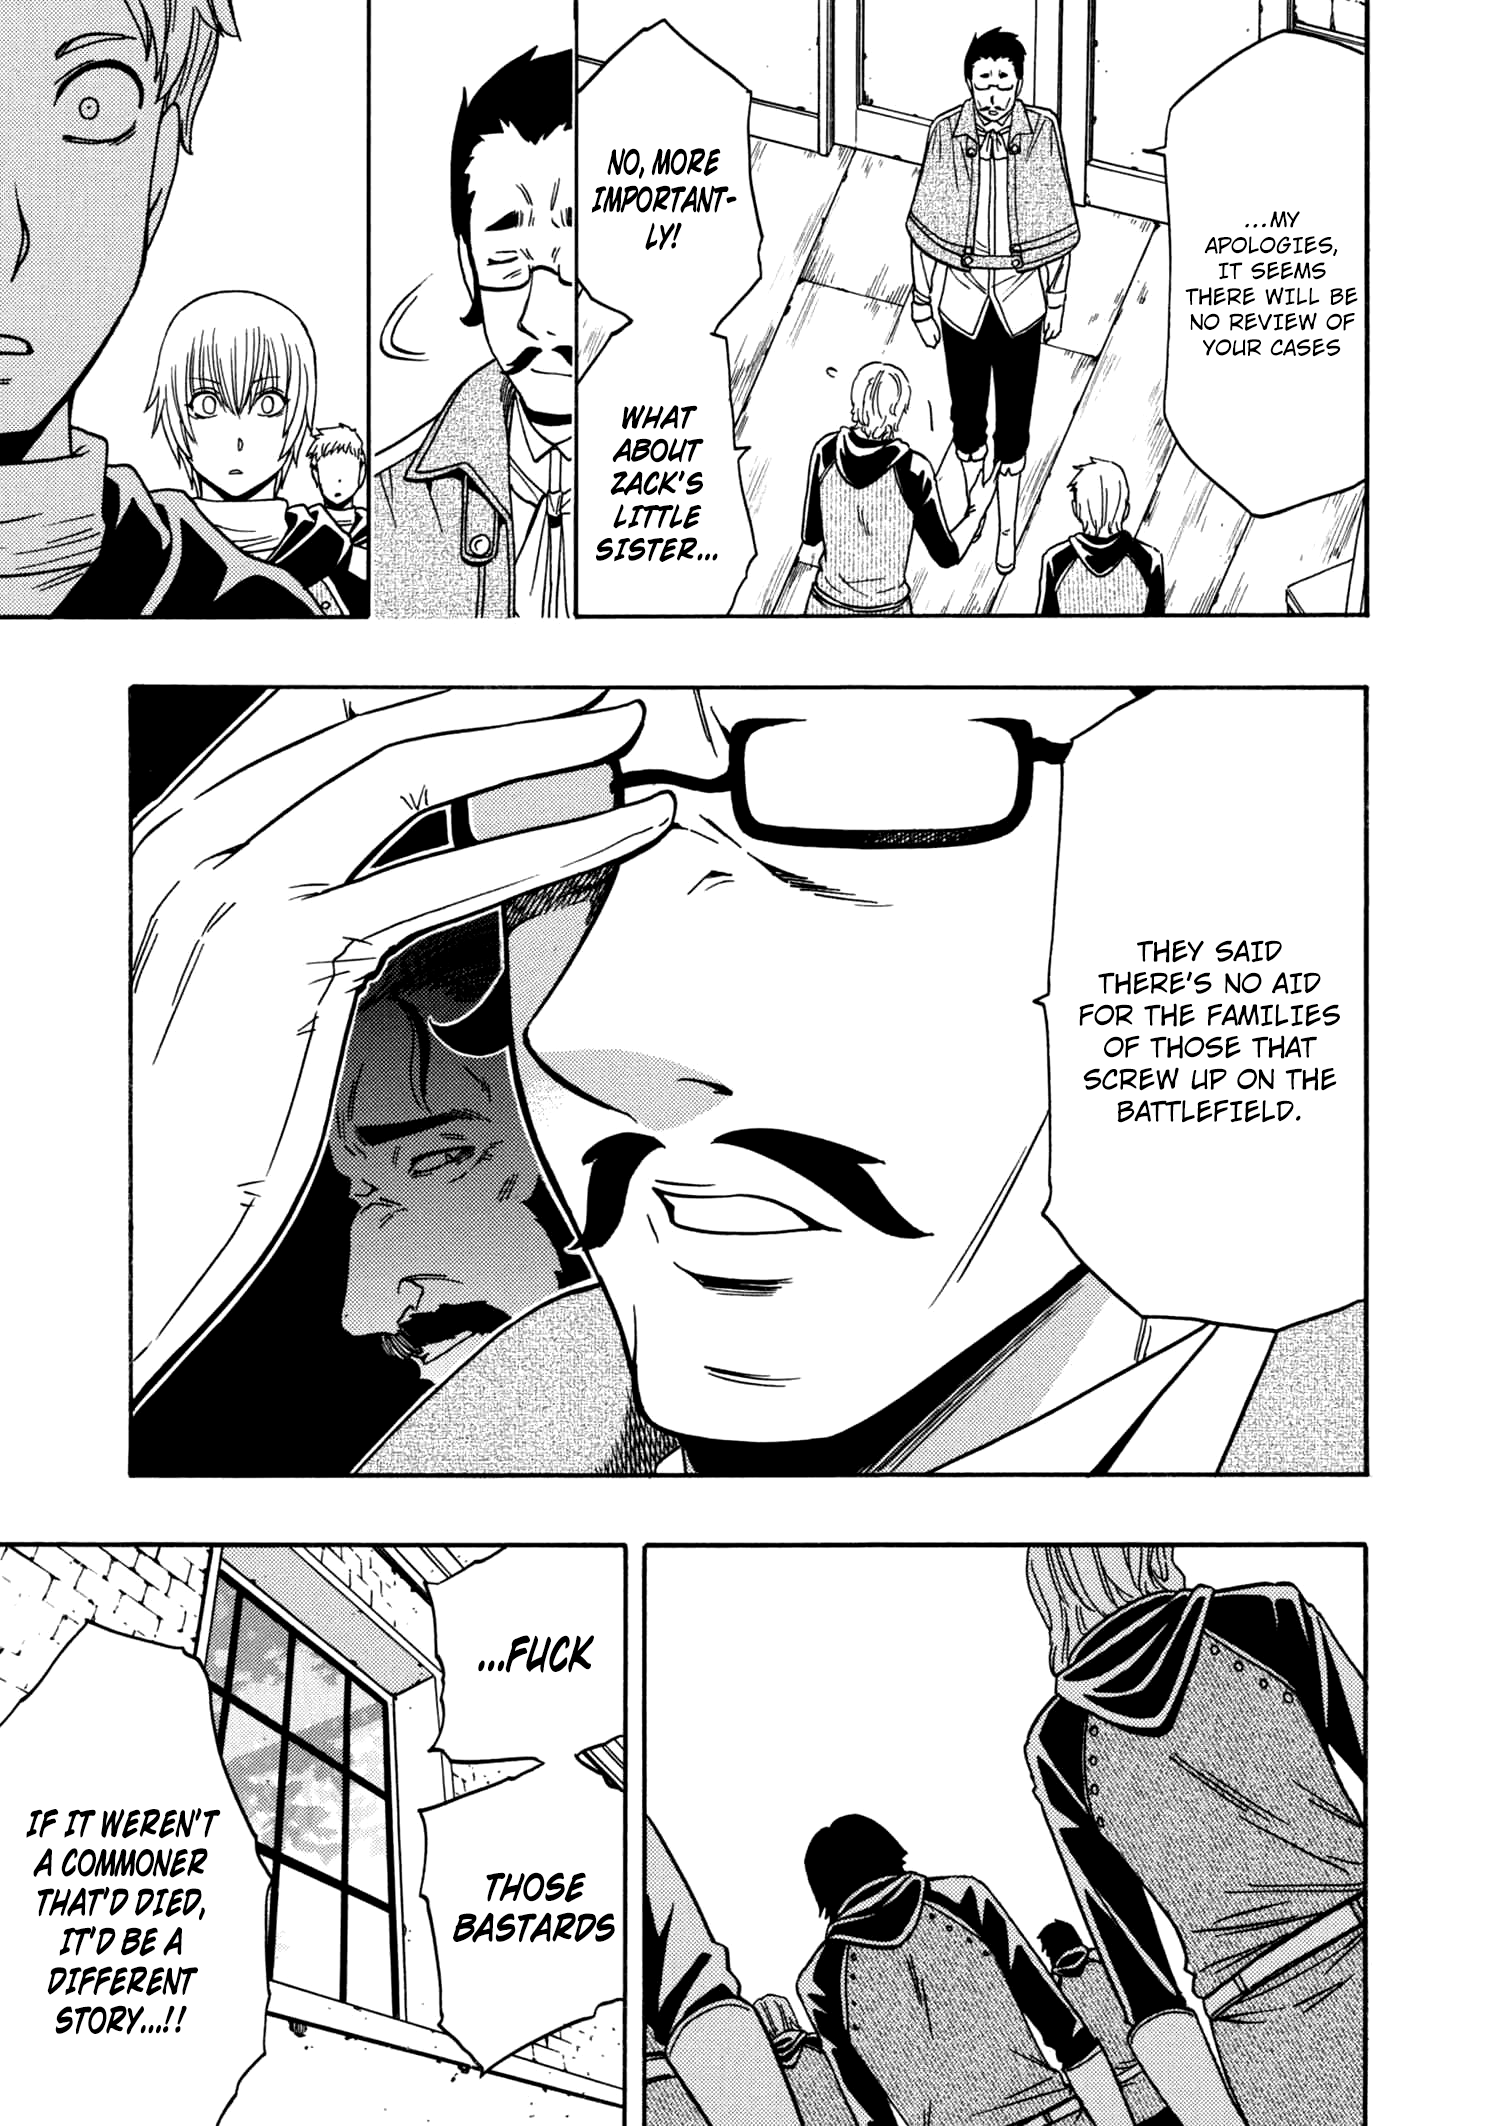 ...MY
APOLOGIES,
IT SEEMS
THERE WILL BE
NO REVIEW OF
YOUR CASES
NO, MORE
IMPORTANT-
LY!
WHAT
ABOUT
ZACK'S
LITTLE
SISTER...
THEY SAID
THERE'S NO AID
FOR THE FAMILIES
OF THOSE THAT
SCREW UP ON THE
BATTLEFIELD.
...FUCK
THOSE
BASTARDS
IF IT WEREN'T
A COMMONER
THAT'D DIED,
IT'D BE A
DIFFERENT
STORY...!!